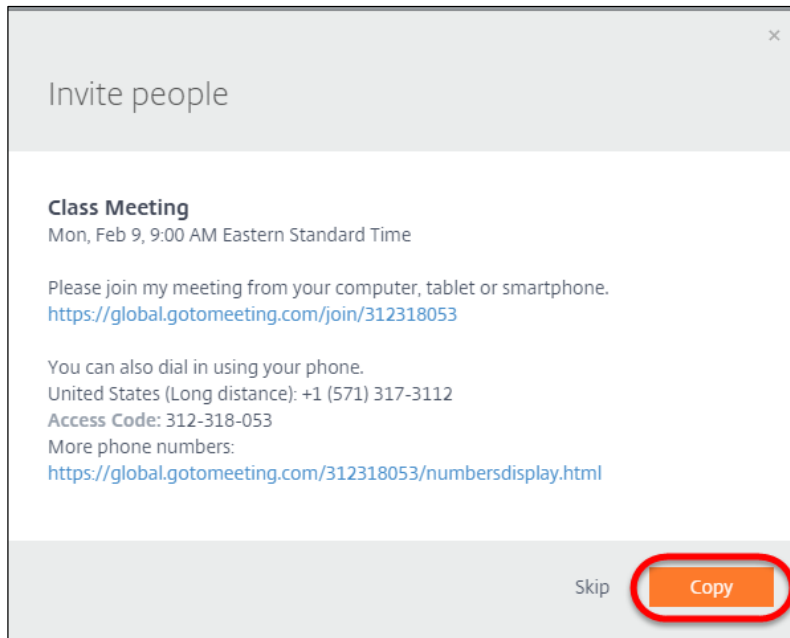 Invite people
Class Meeting
Mon, Feb 9, 9:00 AM Eastern Standard Time
Please join my meeting from your computer, tablet or smartphone.
https://global.gotomeeting.com/join/312318053
You can also dial in using your phone.
United States (Long distance): +1 (571) 317-3112
Access Code: 312-318-053
More phone numbers:
https://global.gotomeeting.com/312318053/numbersdisplay.html
Skip Copy